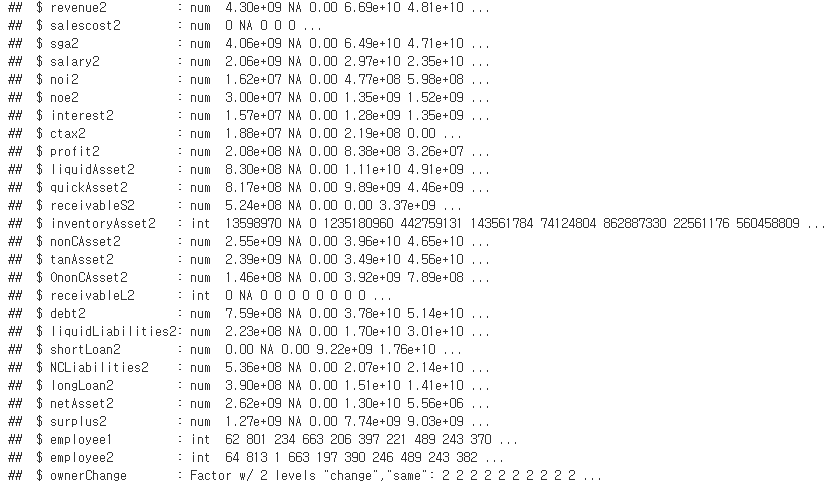 ##  $ revenue2          : num  4.30e+09 NA 0.00 6.69e+10 4.81e+10 ...
##  $ salescost2        : num  0 NA 0 0 0 ...
##  $ sga2              : num  4.06e+09 NA 0.00 6.49e+10 4.71e+10 ...
##  $ salary2           : num  2.06e+09 NA 0.00 2.97e+10 2.35e+10 ...
##  $ noi2              : num  1.62e+07 NA 0.00 4.77e+08 5.98e+08 ...
##  $ noe2              : num  3.00e+07 NA 0.00 1.35e+09 1.52e+09 ...
##  $ interest2         : num  1.57e+07 NA 0.00 1.28e+09 1.35e+09 ...
##  $ ctax2             : num  1.88e+07 NA 0.00 2.19e+08 0.00 ...
##  $ profit2           : num  2.08e+08 NA 0.00 8.38e+08 3.26e+07 ...
##  $ liquidAsset2      : num  8.30e+08 NA 0.00 1.11e+10 4.91e+09 ...
##  $ quickAsset2       : num  8.17e+08 NA 0.00 9.89e+09 4.46e+09 ...
##  $ receivableS2      : num  5.24e+08 NA 0.00 0.00 3.37e+09 ...
##  $ inventoryAsset2   : int  13598970 NA 0 1235180960 442759131 143561784 74124804 862887330 22561176 560458809 ...
##  $ nonCAsset2        : num  2.55e+09 NA 0.00 3.96e+10 4.65e+10 ...
##  $ tanAsset2         : num  2.39e+09 NA 0.00 3.49e+10 4.56e+10 ...
##  $ OnonCAsset2       : num  1.46e+08 NA 0.00 3.92e+09 7.89e+08 ...
##  $ receivableL2      : int  0 NA 0 0 0 0 0 0 0 0 ...
##  $ debt2             : num  7.59e+08 NA 0.00 3.78e+10 5.14e+10 ...
##  $ liquidLiabilities2: num  2.23e+08 NA 0.00 1.70e+10 3.01e+10 ...
##  $ shortLoan2        : num  0.00 NA 0.00 9.22e+09 1.76e+10 ...
##  $ NCLiabilities2    : num  5.36e+08 NA 0.00 2.07e+10 2.14e+10 ...
##  $ longLoan2         : num  3.90e+08 NA 0.00 1.51e+10 1.41e+10 ...
##  $ netAsset2         : num  2.62e+09 NA 0.00 1.30e+10 5.56e+06 ...
##  $ surplus2          : num  1.27e+09 NA 0.00 7.74e+09 9.03e+09 ...
##  $ employee1         : int  62 801 234 663 206 397 221 489 243 370 ...
##  $ employee2         : int  64 813 1 663 197 390 246 489 243 382 ...
##  $ ownerChange       : Factor w/ 2 levels "change","same": 2 2 2 2 2 2 2 2 2 2 ...